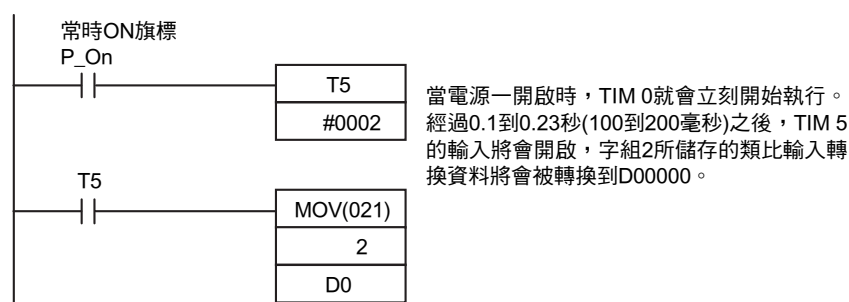 常時ON旗標
P_On
T5
#0002
當電源一開啟時，TIM 0就會立刻開始執行。
經過0.1到0.23秒(100到200毫秒)之後，TIM 5
的輸入將會開啟，字組2所儲存的類比輸入轉
換資料將會被轉換到D00000。
T5
MOV(021)
2
D0